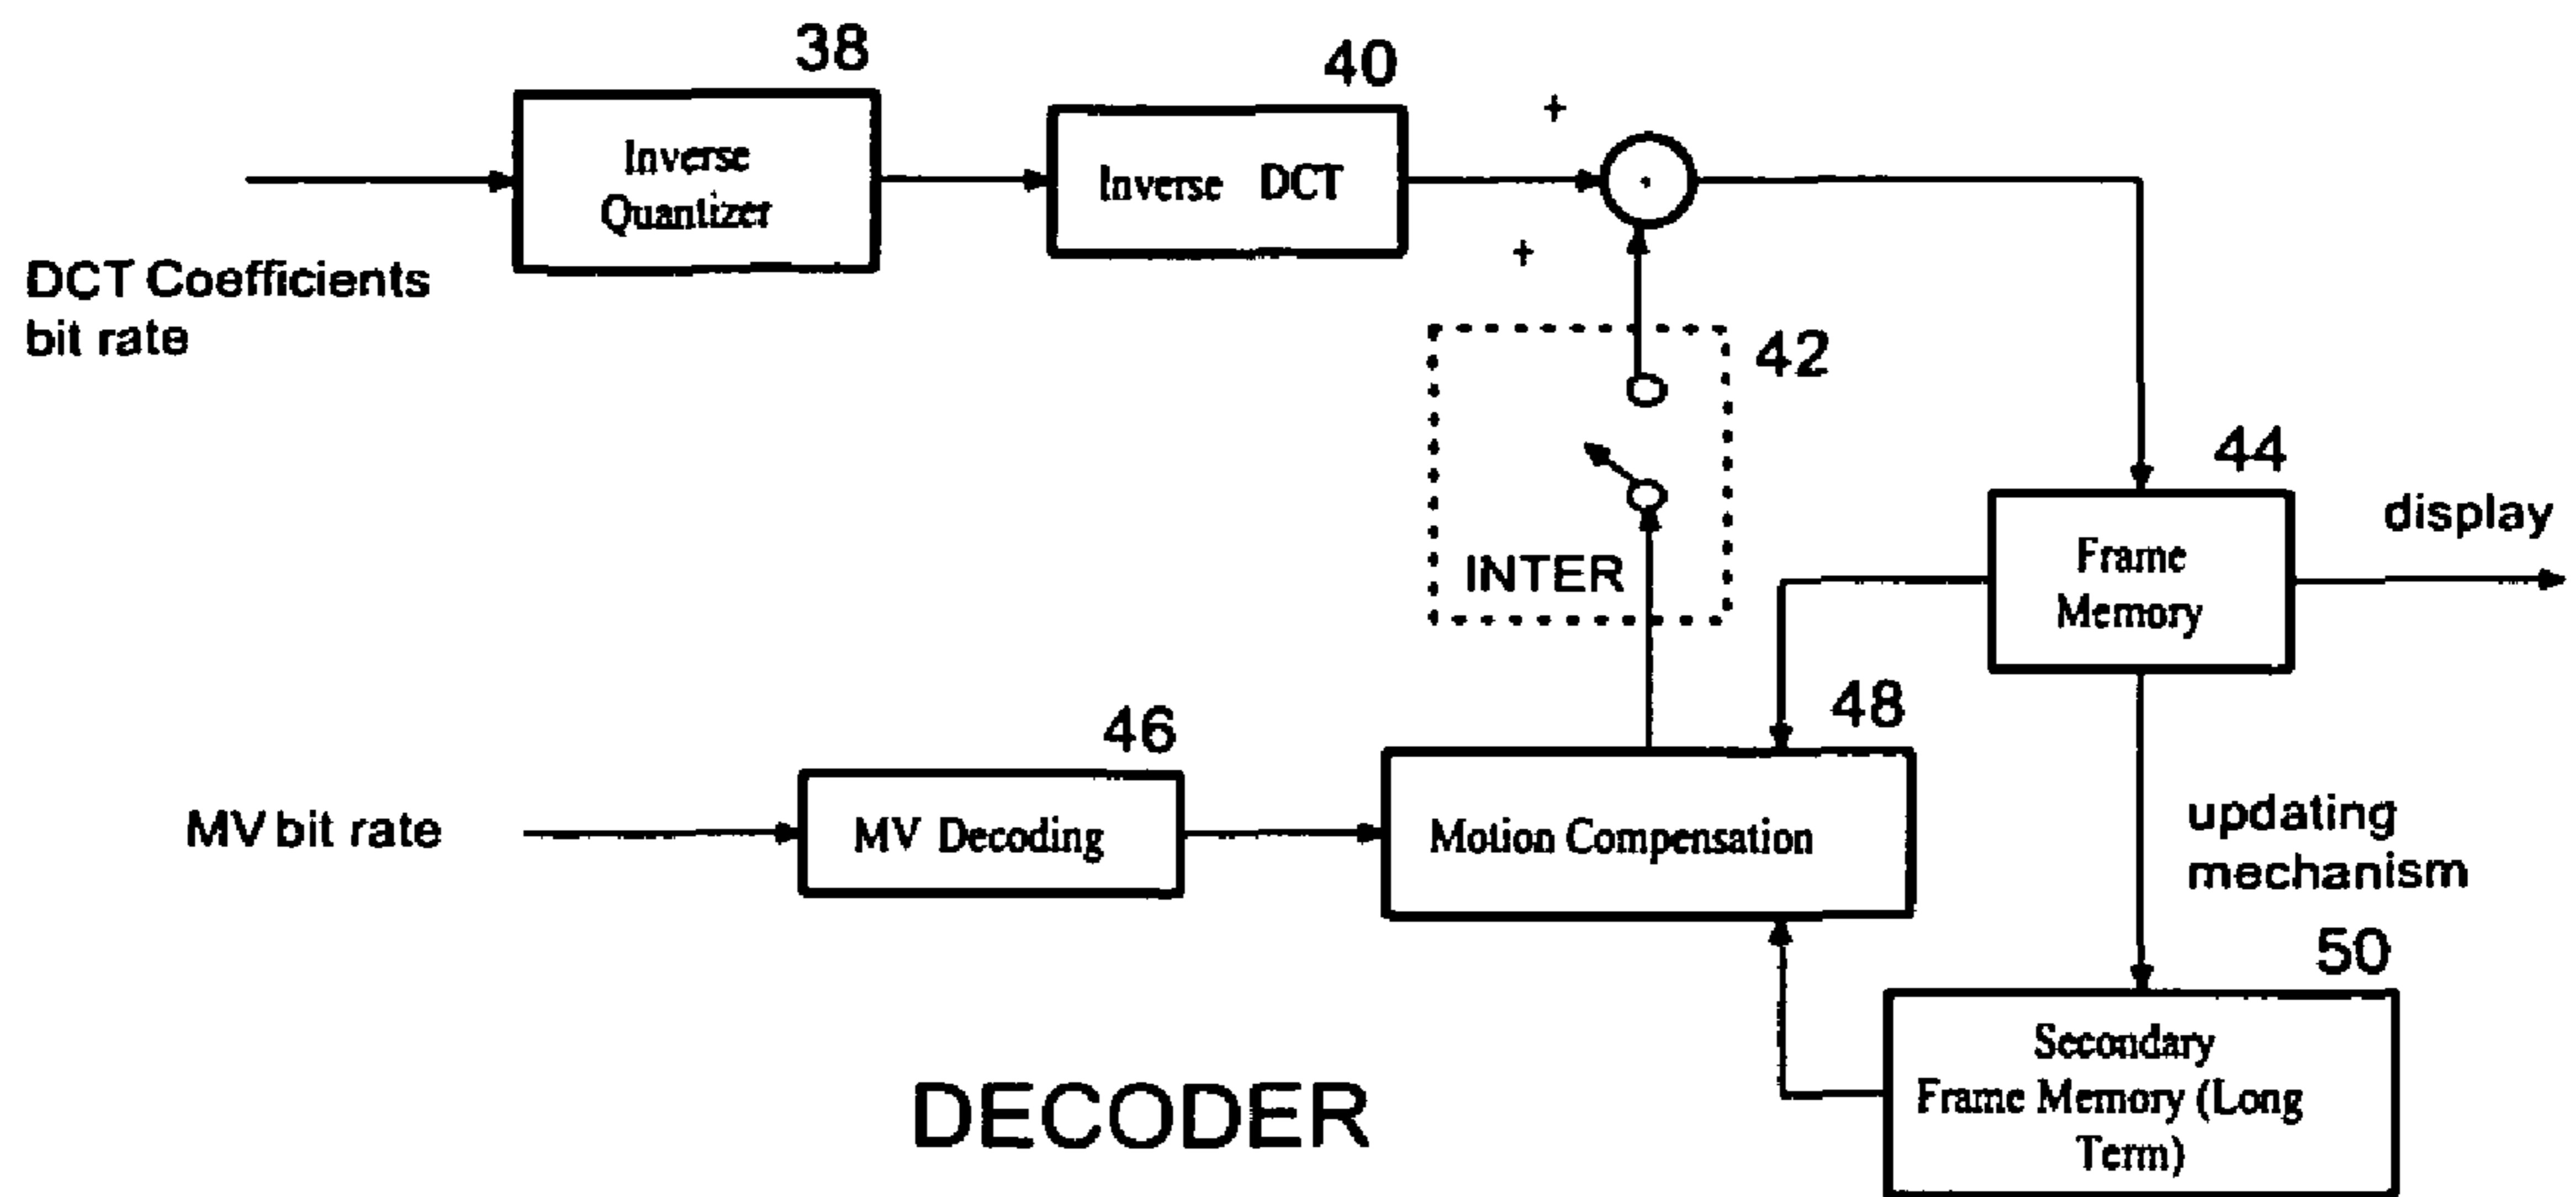 38
40
Inverse
Quantizer
Inverse DCT
+
+
DCT Coefficients
bit rate
42
INTER
44
display
Frame
Memory
48
46
MV bit rate
MV Decoding
Motion Compensation
updating
mechanism
50
Secondary
Frame Memory (Long
Term)
DECODER